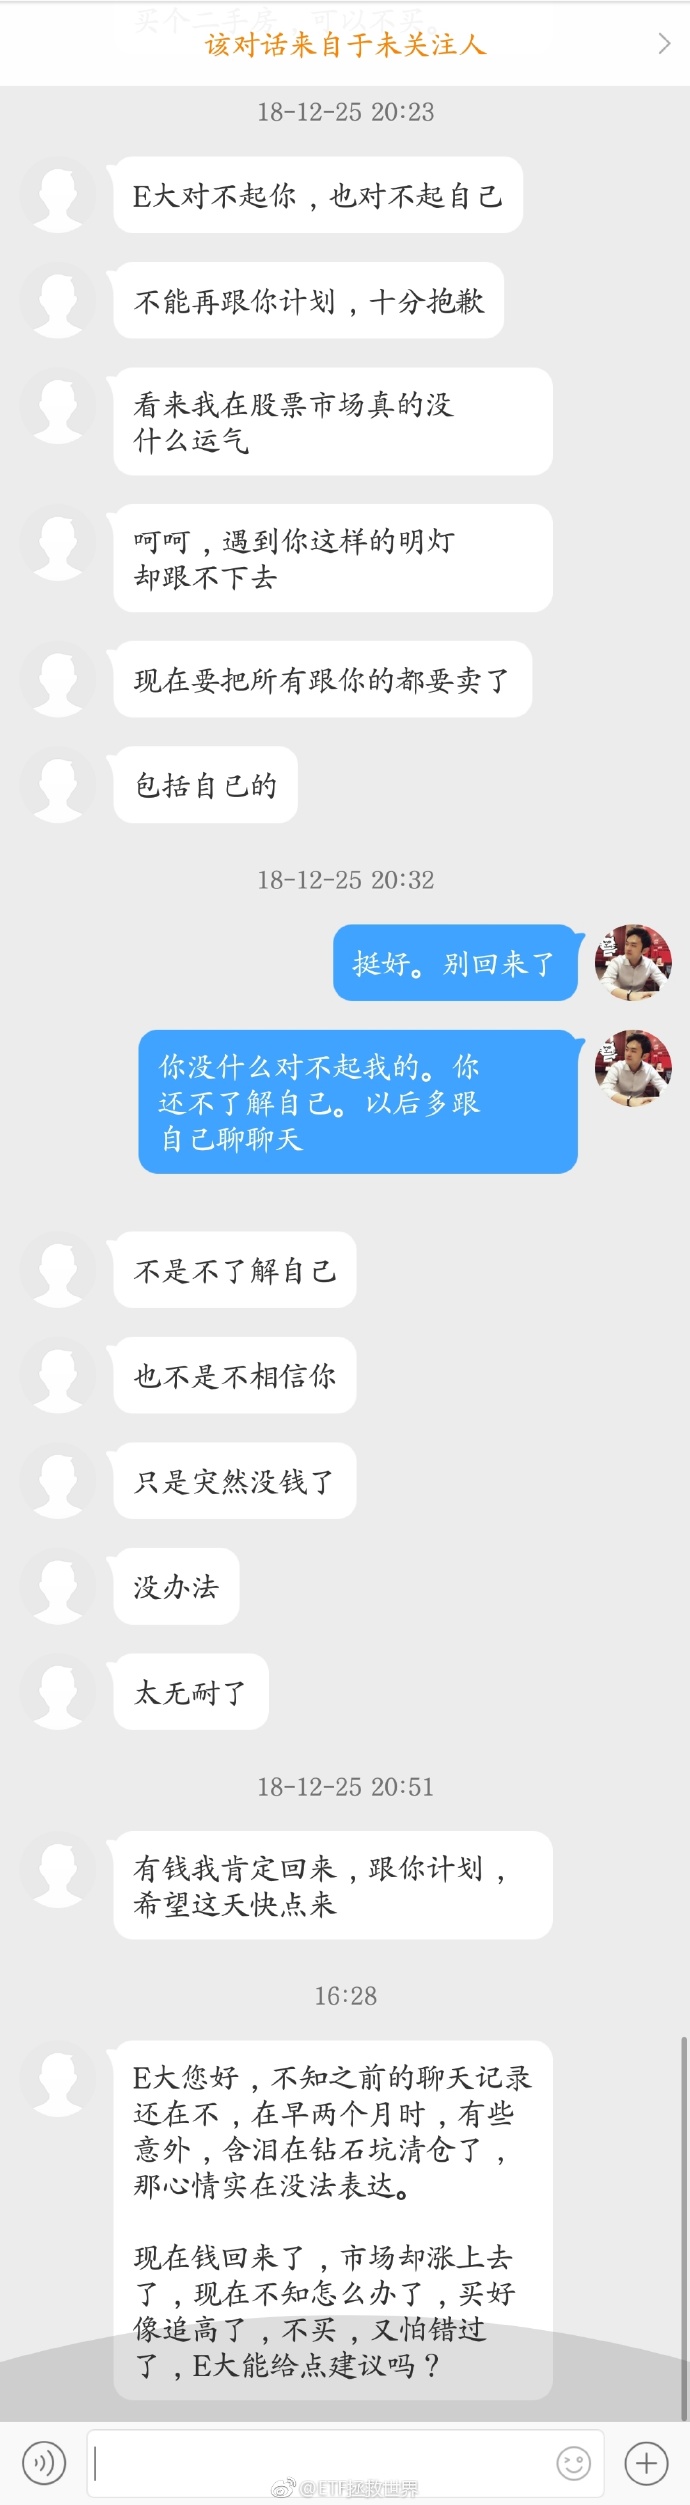 买个二手房，可以不买。
该对话来自于未关注人
18-12-25 20:23
E大对不起你，也对不起自己
不能再跟你计划，十分抱歉
看来我在股票市场真的没
什么运气
呵呵，遇到你这样的明灯
却跟不下去
现在要把所有跟你的都要卖了
包括自已的
18-12-25 20:32
挺好。别回来了
你没什么对不起我的。你
还不了解自己。以后多跟
自己聊聊天
不是不了解自己
也不是不相信你
只是突然没钱了
没办法
太无耐了
18-12-25 20:51
有钱我肯定回来，跟你计划，
希望这天快点来
16:28
E大您好，不知之前的聊天记录
还在不，在早两个月时，有些
意外，含泪在钻石坑清仓了，
那心情实在没法表达。
现在钱回来了，市场却涨上去
了，现在不知怎么办了，买好
像追高了，不买，又怕错过
了，E大能给点建议吗？
@ETF拯救世界